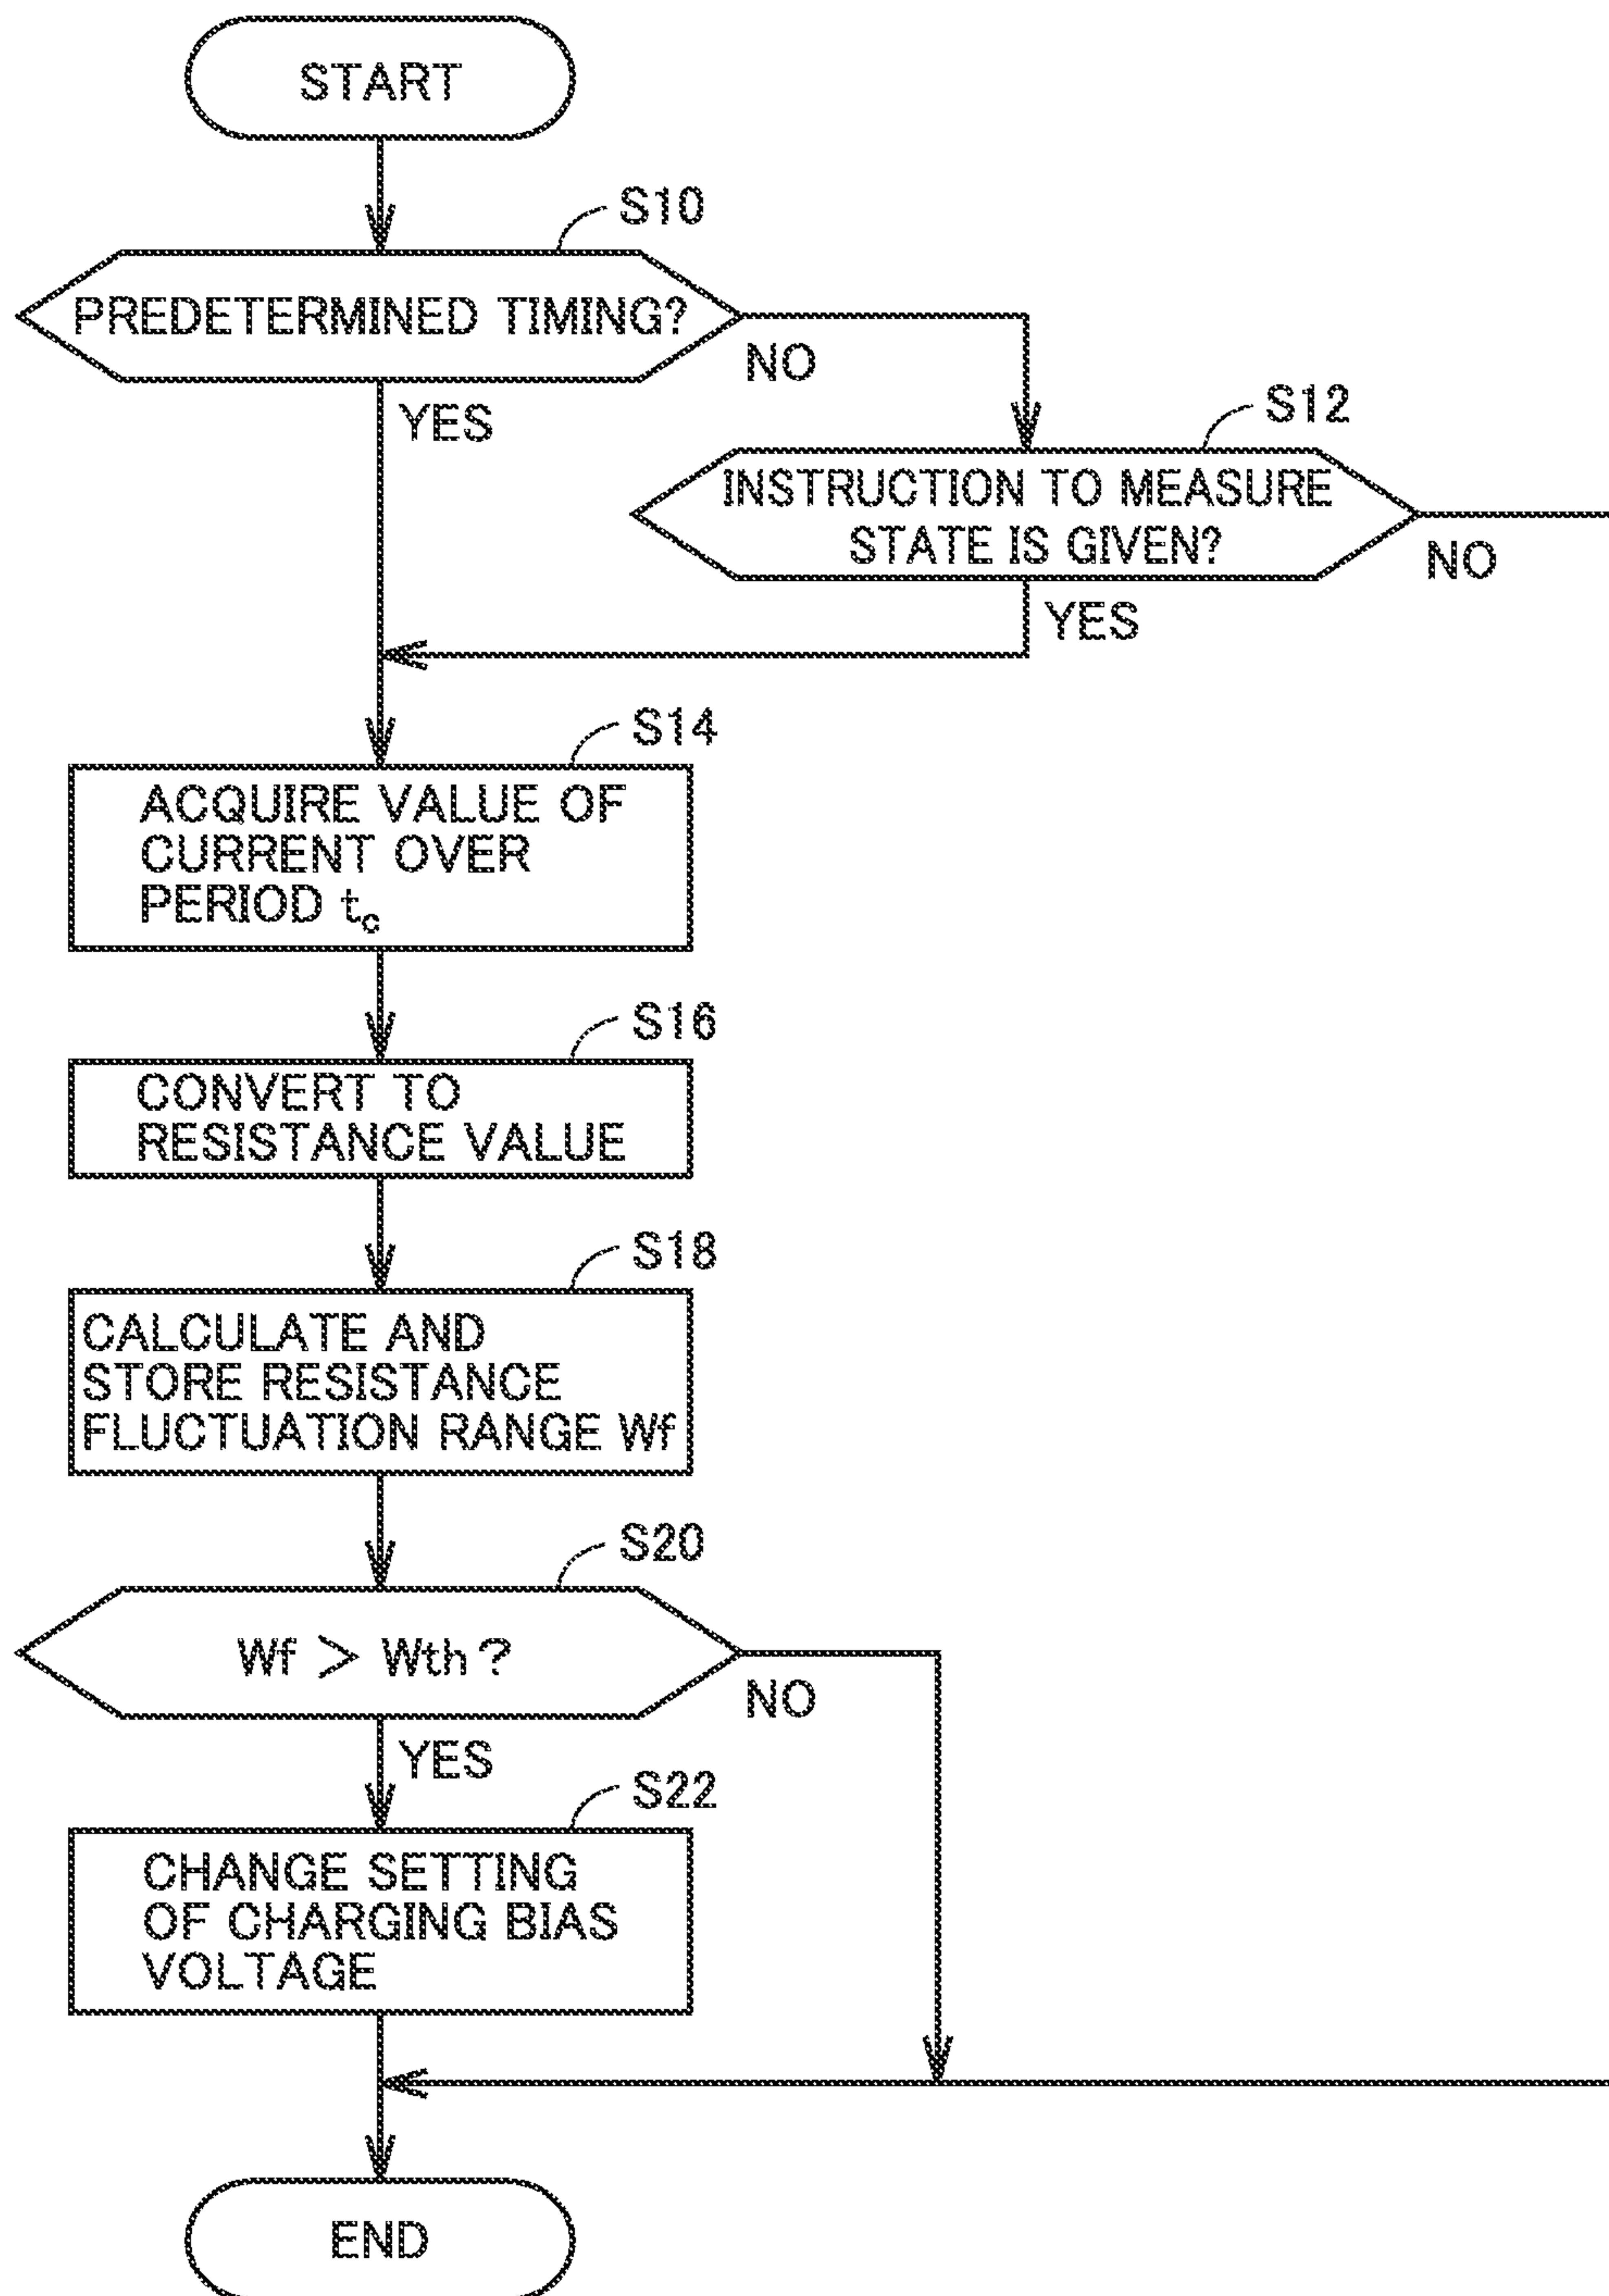 START
S10
PREDETERMINED TIMING?
NO
YES
S12
INSTRUCTION TO MEASURE
STATE IS GIVEN?
NO
YES
S14
ACQUIRE VALUE OF
CURRENT OVER
PERIOD tc
S16
CONVERT TO
RESISTANCE VALUE
S18
CALCULATE AND
STORE RESISTANCE
FLUCTUATION RANGE Wf
S20
Wf > Wth ?
NO
YES
S22
CHANGE SETTING
OF CHARGING BIAS
VOLTAGE
END